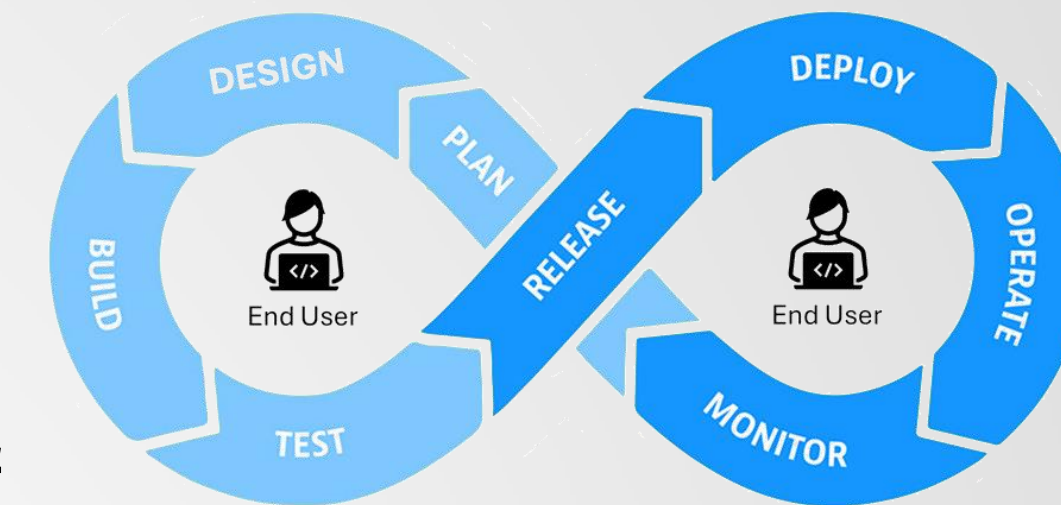 DESIGN
PLAN
BUILD
TEST
RELEASE
DEPLOY
OPERATE
MONITOR
</>
End User
</>
End User